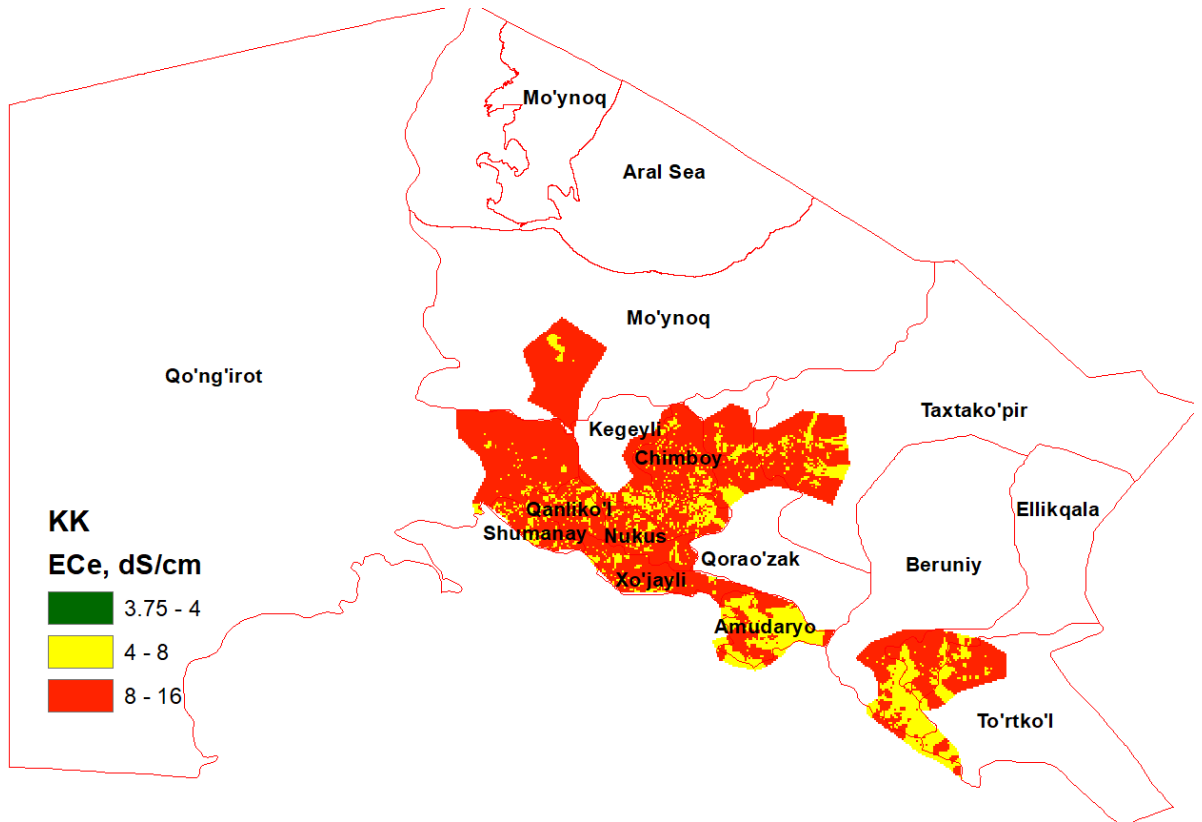 Mo'ynoq
Aral Sea
Mo'ynoq
Qo'ng'irot
Taxtako'pir
Kegeyli
Chimboy
Ellikqala
Qanliko'l
Shumanay
Nukus
Qorao'zak
Beruniy
Xo'jayli
Amudaryo
To'rtko'l
KK
ECe, dS/cm
3.75 - 4
4 - 8
8 - 16